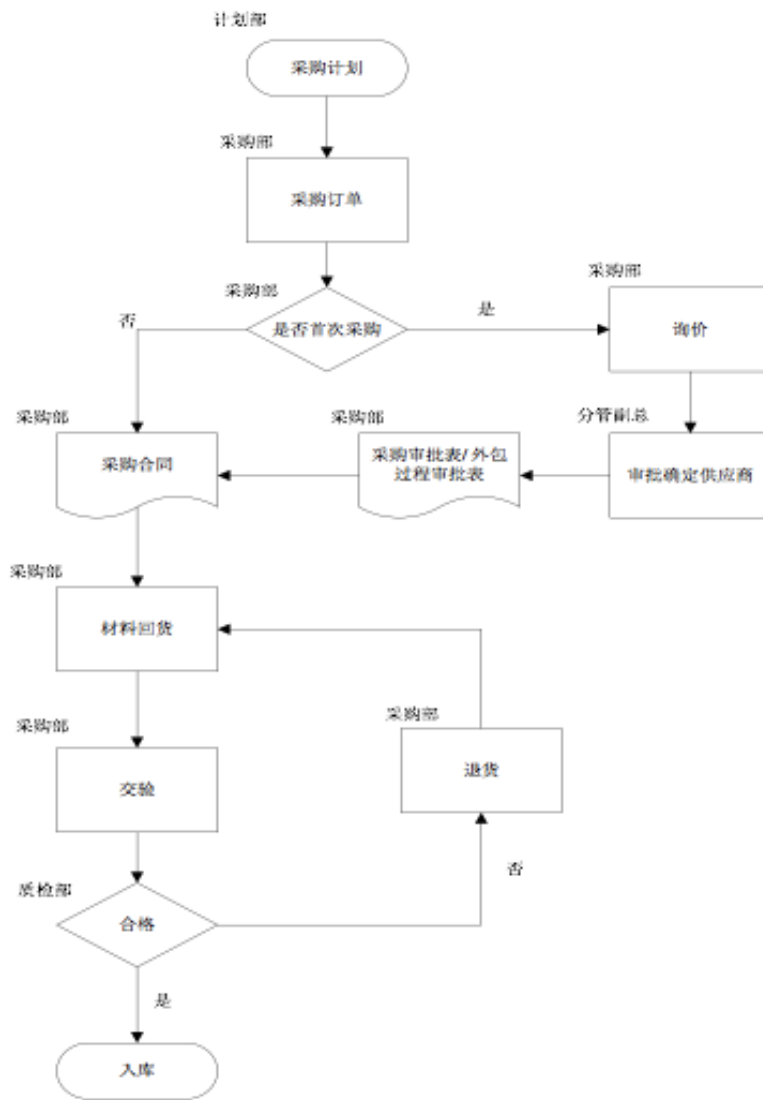 计划部
采购计划
采购部
采购订单
采购部
是否首次采购
否
是
采购部
询价
采购部
采购合同
采购部
采购审批表/外包
过程审批表
分管副总
审批确定供应商
采购部
材料回货
采购部
交验
采购部
退货
质检部
合格
否
是
入库